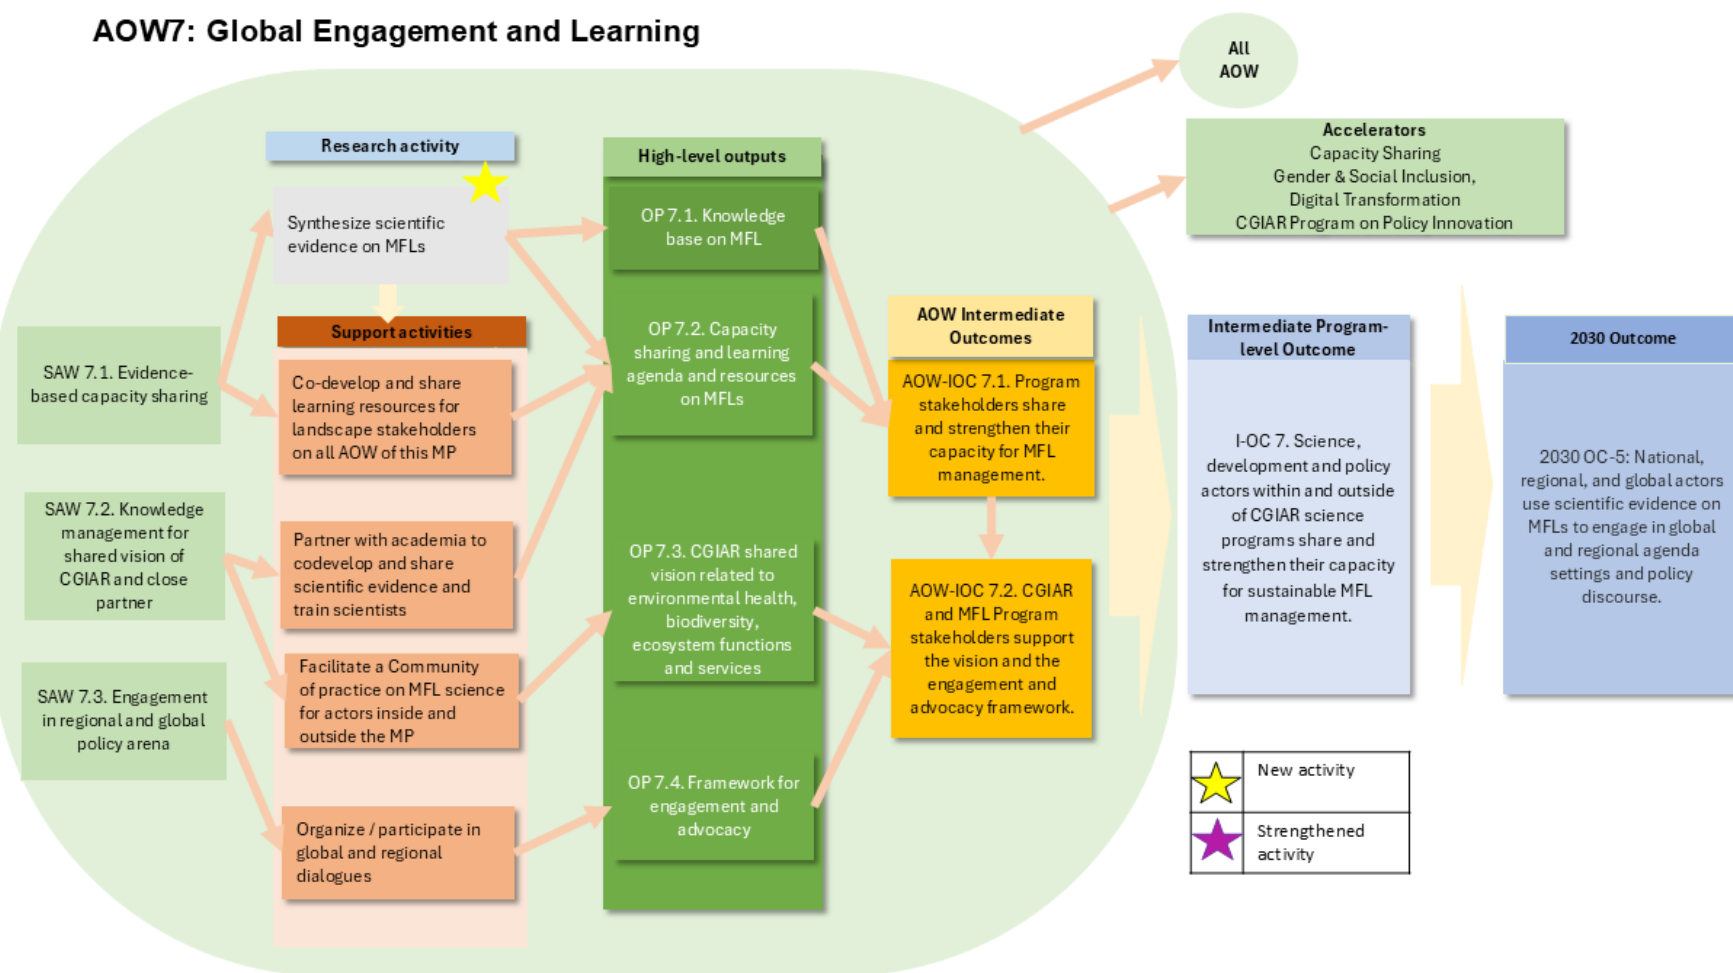 AOW7: Global Engagement and Learning
All
AOW
Accelerators
Capacity Sharing
Gender & Social Inclusion,
Digital Transformation
CGIAR Program on Policy Innovation
Research activity
Synthesize scientific
evidence on MFLs
Support activities
SAW 7.1. Evidence-
based capacity sharing
SAW 7.2. Knowledge
management for
shared vision of
CGIAR and close
partner
SAW 7.3. Engagement
in regional and global
policy arena
Co-develop and share
learning resources for
landscape stakeholders
on all AOW of this MP
Partner with academia to
codevelop and share
scientific evidence and
train scientists
Facilitate a Community
of practice on MFL science
for actors inside and
outside the MP
Organize / participate in
global and regional
dialogues
High-level outputs
OP 7.1. Knowledge
base on MFL
OP 7.2. Capacity
sharing and learning
agenda and resources
on MFLs
OP 7.3. CGIAR shared
vision related to
environmental health,
biodiversity,
ecosystem functions
and services
OP 7.4. Framework for
engagement and
advocacy
AOW Intermediate
Outcomes
AOW-IOC 7.1. Program
stakeholders share
and strengthen their
capacity for MFL
management.
AOW-IOC 7.2. CGIAR
and MFL Program
stakeholders support
the vision and the
engagement and
advocacy framework.
Intermediate Program-
level Outcome
I-OC 7. Science,
development and policy
actors within and outside
of CGIAR science
programs share and
strengthen their capacity
for sustainable MFL
management.
2030 Outcome
2030 OC-5: National,
regional, and global actors
use scientific evidence on
MFLs to engage in global
and regional agenda
settings and policy
discourse.
New activity
Strengthened
activity